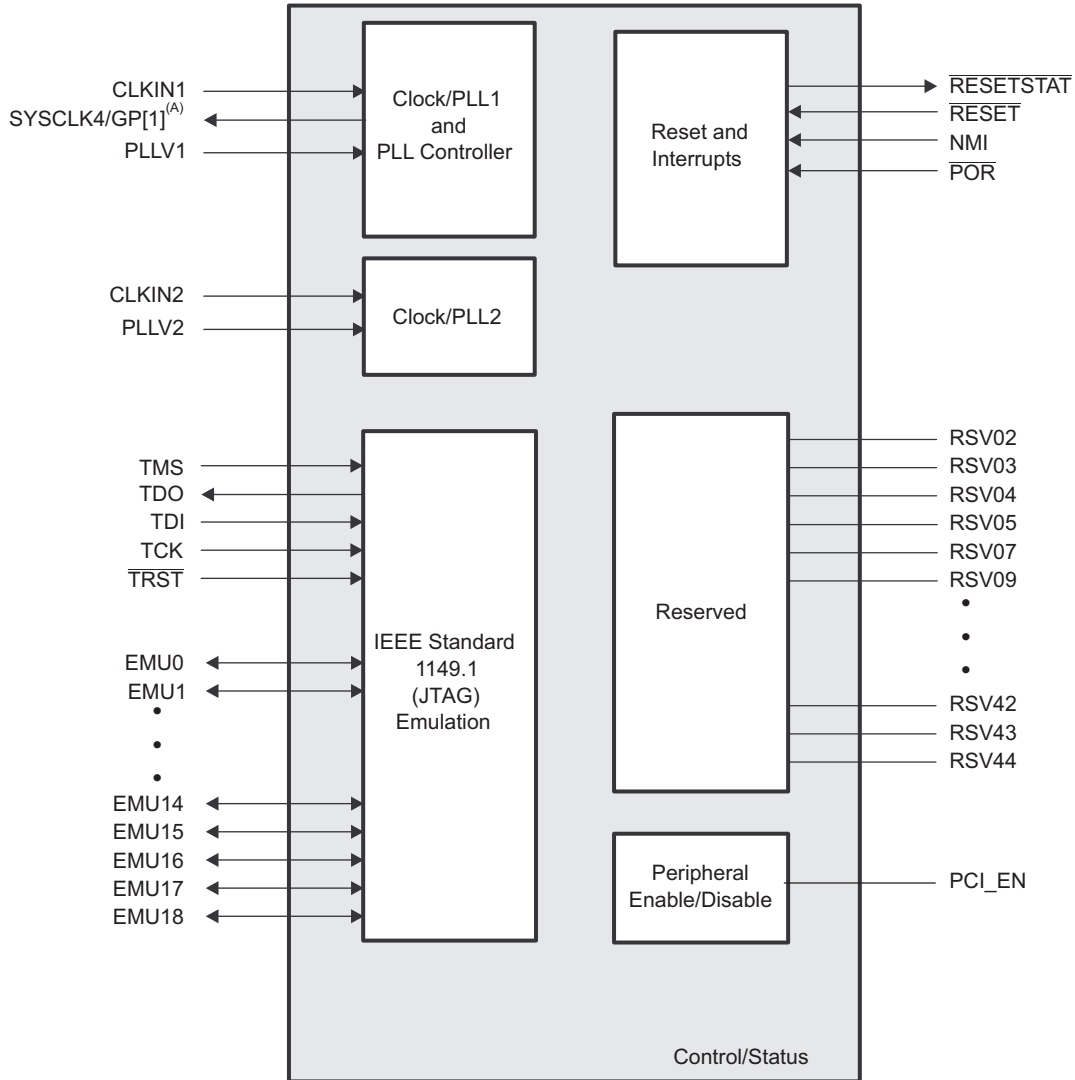 CLKIN1
SYSCLK4/GP[1](A)
PLLV1
Clock/PLL1
and
PLL Controller
Reset and
Interrupts
RESETSTAT
RESET
NMI
POR
CLKIN2
PLLV2
Clock/PLL2
TMS
TDO
TDI
TCK
TRST
EMU0
EMU1
•
•
•
EMU14
EMU15
EMU16
EMU17
EMU18
IEEE Standard
1149.1
(JTAG)
Emulation
Reserved
RSV02
RSV03
RSV04
RSV05
RSV07
RSV09
•
•
•
RSV42
RSV43
RSV44
Peripheral
Enable/Disable
PCI_EN
Control/Status